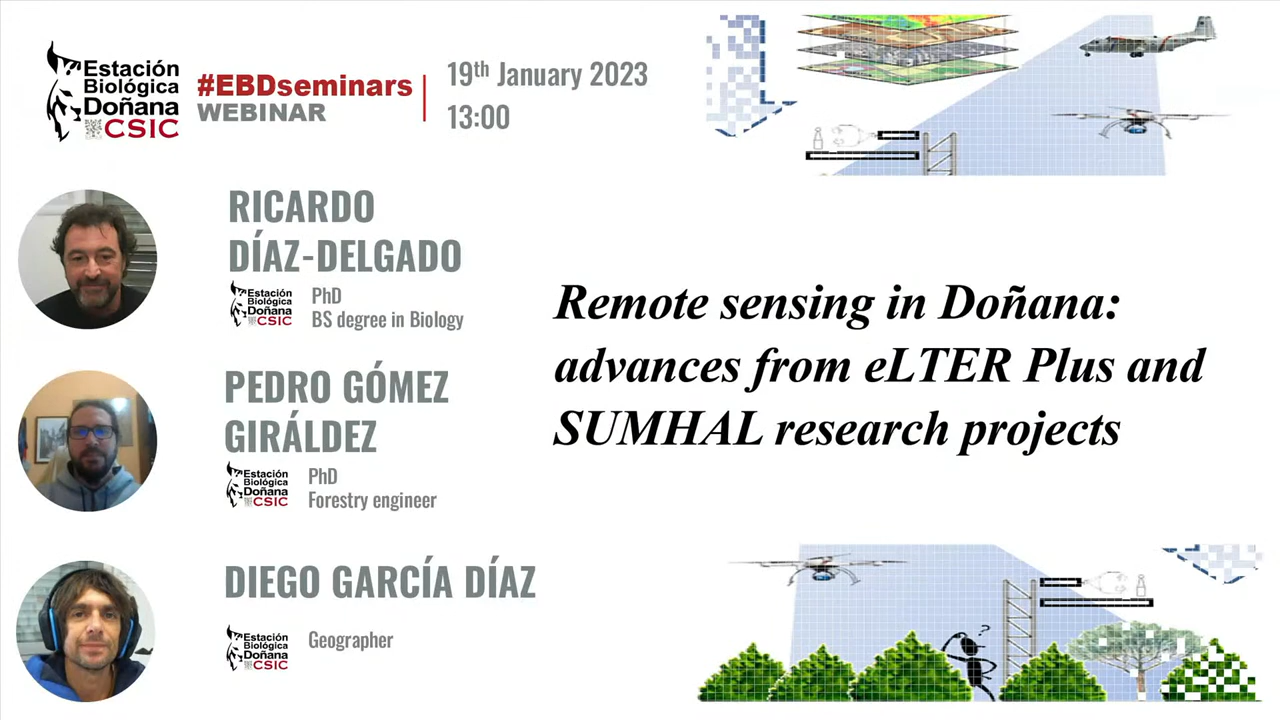 Estación
Biológica
Doñana
CSIC
#EBDseminars
WEBINAR
19th January 2023
13:00
RICARDO
DÍAZ-DELGADO
Estación
Biológica
Doñana
CSIC
PhD
BS degree in Biology
PEDRO GÓMEZ
GIRÁLDEZ
Estación
Biológica
Doñana
CSIC
PhD
Forestry engineer
DIEGO GARCÍA DÍAZ
Estación
Biológica
Doñana
CSIC
Geographer
Remote sensing in Doñana:
advances from eLTER Plus and
SUMHAL research projects
?